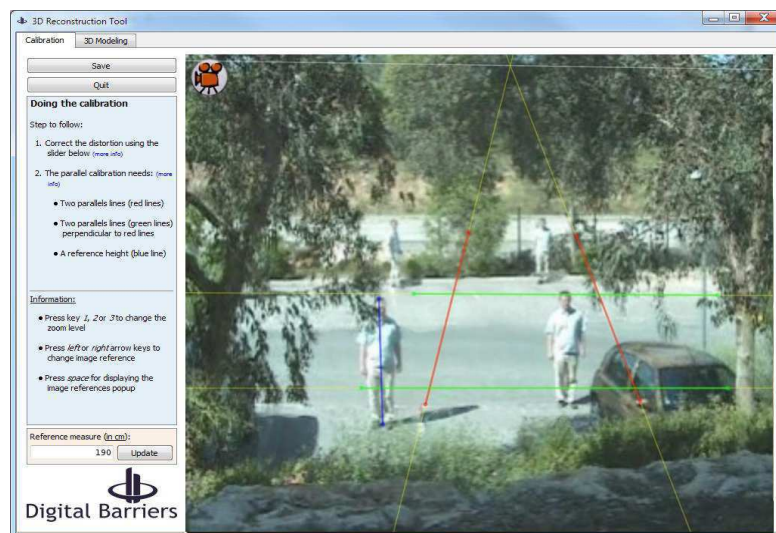 3D Reconstruction Tool
Calibration
3D Modeling
Save
Quit
Doing the calibration
Step to follow:
1. Correct the distortion using the
slider below (more info)
2. The parallel calibration needs: (more
info)
• Two parallels lines (red lines)
• Two parallels lines (green lines)
perpendicular to red lines
• A reference height (blue line)
Information:
• Press key 1, 2 or 3 to change the
zoom level
• Press left or right arrow keys to
change image reference
• Press space for displaying the
image references popup
Reference measure (in cm):
190
Update
Digital Barriers